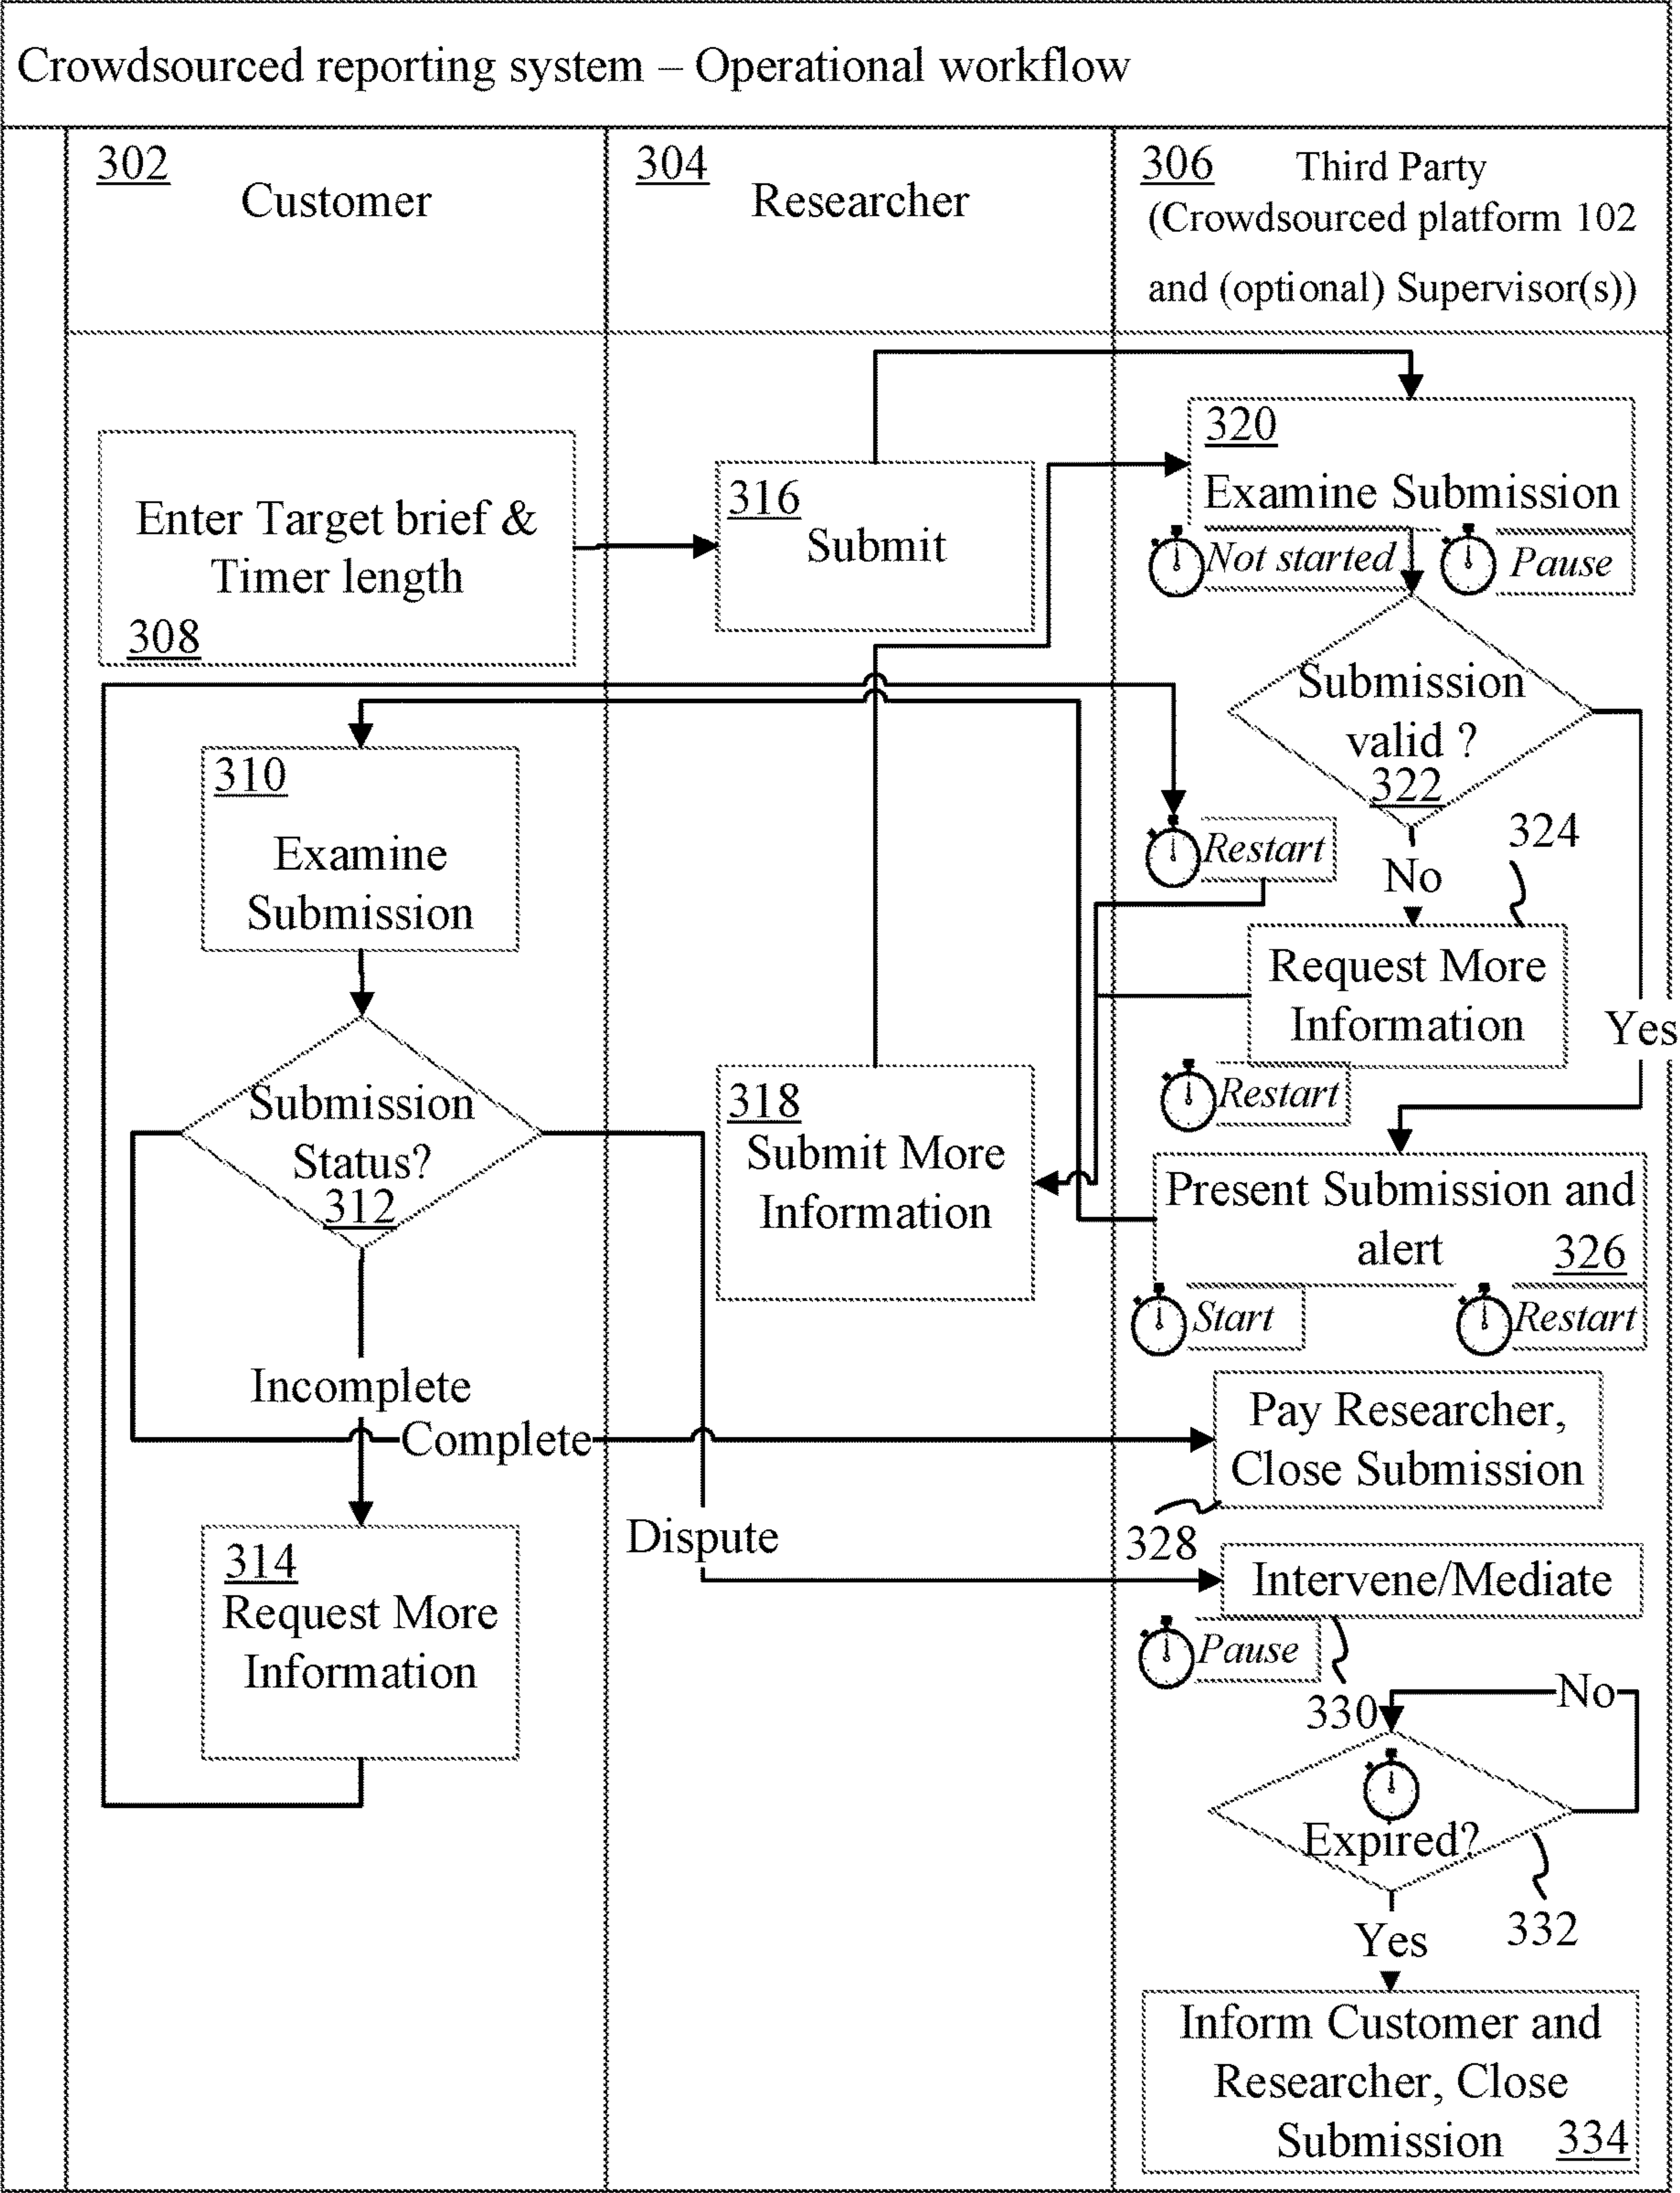 Crowdsourced reporting system – Operational workflow
302
Customer
304
Researcher
306
Third Party
(Crowdsourced platform 102
and (optional) Supervisor(s))
Enter Target brief &
Timer length
308
316
Submit
320
Examine Submission
Not started
Pause
Submission
valid ?
322
310
Examine
Submission
Restart
No
324
Request More
Information
Restart
Yes
Submission
Status?
312
318
Submit More
Information
Present Submission and
alert
326
Start
Restart
Incomplete
Complete
Pay Researcher,
Close Submission
328
Dispute
Intervene/Mediate
Pause
330
314
Request More
Information
No
Expired?
332
Yes
Inform Customer and
Researcher, Close
Submission
334